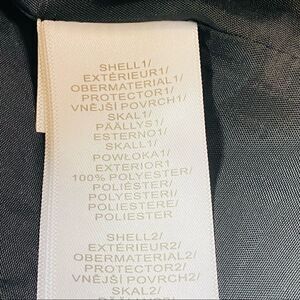 SHELL1/
EXTÉRIEUR1/
OBERMATERIAL1/
PROTECTOR1/
VNĚJŠÍ POVRCH1/
SKAL1/
PÄÄLLYS1/
ESTERNO1/
SKALL1/
POWŁOKA1/
EXTERIOR1
100% POLYESTER/
POLIÉSTER/
POLYESTER/
POLIESTERE/
POLIESTER
SHELL2/
EXTÉRIEUR2/
OBERMATERIAL2/
PROTECTOR2/
VNĚJŠÍ POVRCH2/
SKAL2/